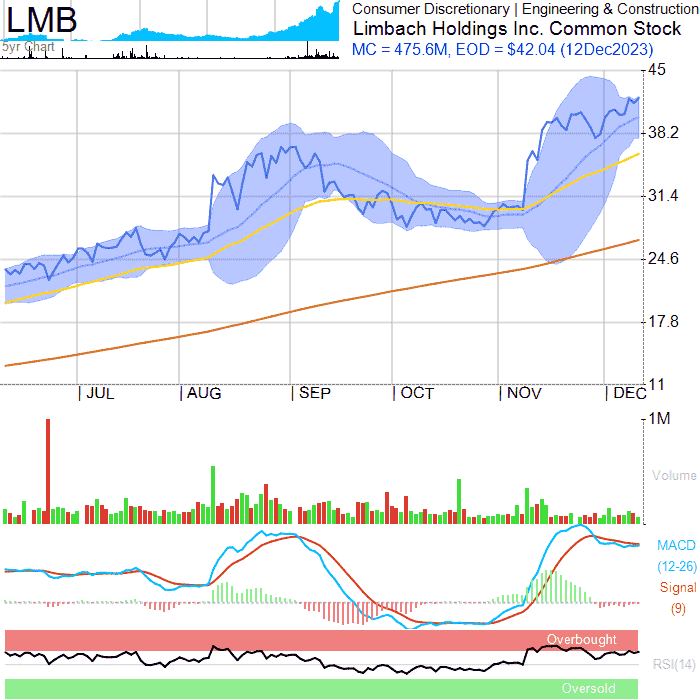 LMB
5yr Chart
Consumer Discretionary | Engineering & Construction
Limbach Holdings Inc. Common Stock
MC = 475.6M, EOD = $42.04 (12Dec2023)
45
38.2
31.4
24.6
17.8
11
JUL
AUG
SEP
OCT
NOV
DEC
1M
Volume
MACD
(12-26)
Signal
(9)
Overbought
RSI(14)
Oversold